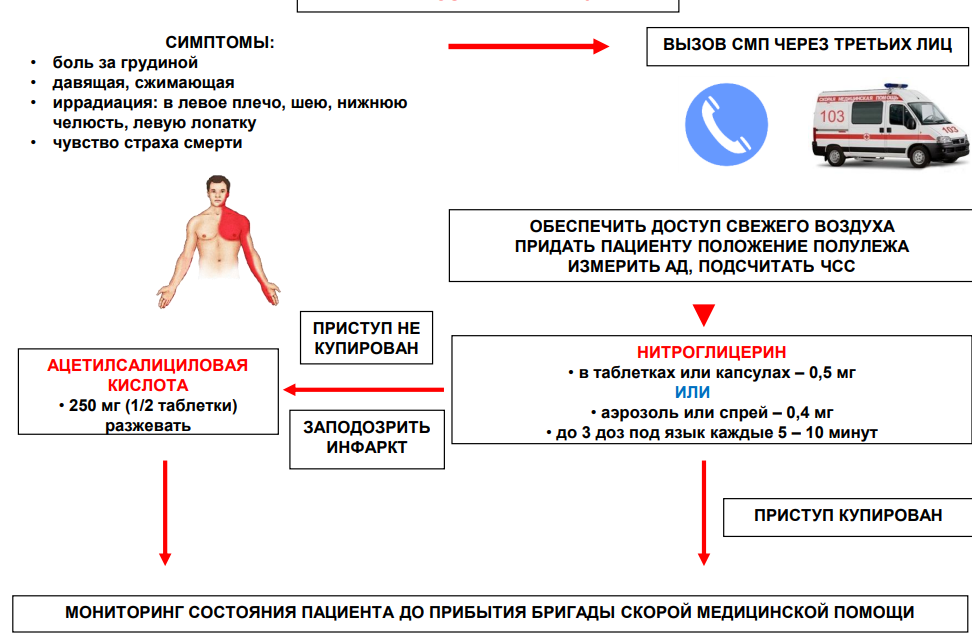 СИМПТОМЫ:
• боль за грудиной
• давящая, сжимающая
• иррадиация: в левое плечо, шею, нижнюю
челюсть, левую лопатку
• чувство страха смерти
ВЫЗОВ СМП ЧЕРЕЗ ТРЕТЬИХ ЛИЦ
СКОРАЯ МЕДИЦИНСКАЯ ПОМОЩЬ
103
103
ОБЕСПЕЧИТЬ ДОСТУП СВЕЖЕГО ВОЗДУХА
ПРИДАТЬ ПАЦИЕНТУ ПОЛОЖЕНИЕ ПОЛУЛЕЖА
ИЗМЕРИТЬ АД, ПОДСЧИТАТЬ ЧСС
НИТРОГЛИЦЕРИН
• в таблетках или капсулах – 0,5 мг
ИЛИ
• аэрозоль или спрей – 0,4 мг
• до 3 доз под язык каждые 5 – 10 минут
ПРИСТУП НЕ
КУПИРОВАН
ЗАПОДОЗРИТЬ
ИНФАРКТ
АЦЕТИЛСАЛИЦИЛОВАЯ
КИСЛОТА
• 250 мг (1/2 таблетки)
разжевать
ПРИСТУП КУПИРОВАН
МОНИТОРИНГ СОСТОЯНИЯ ПАЦИЕНТА ДО ПРИБЫТИЯ БРИГАДЫ СКОРОЙ МЕДИЦИНСКОЙ ПОМОЩИ